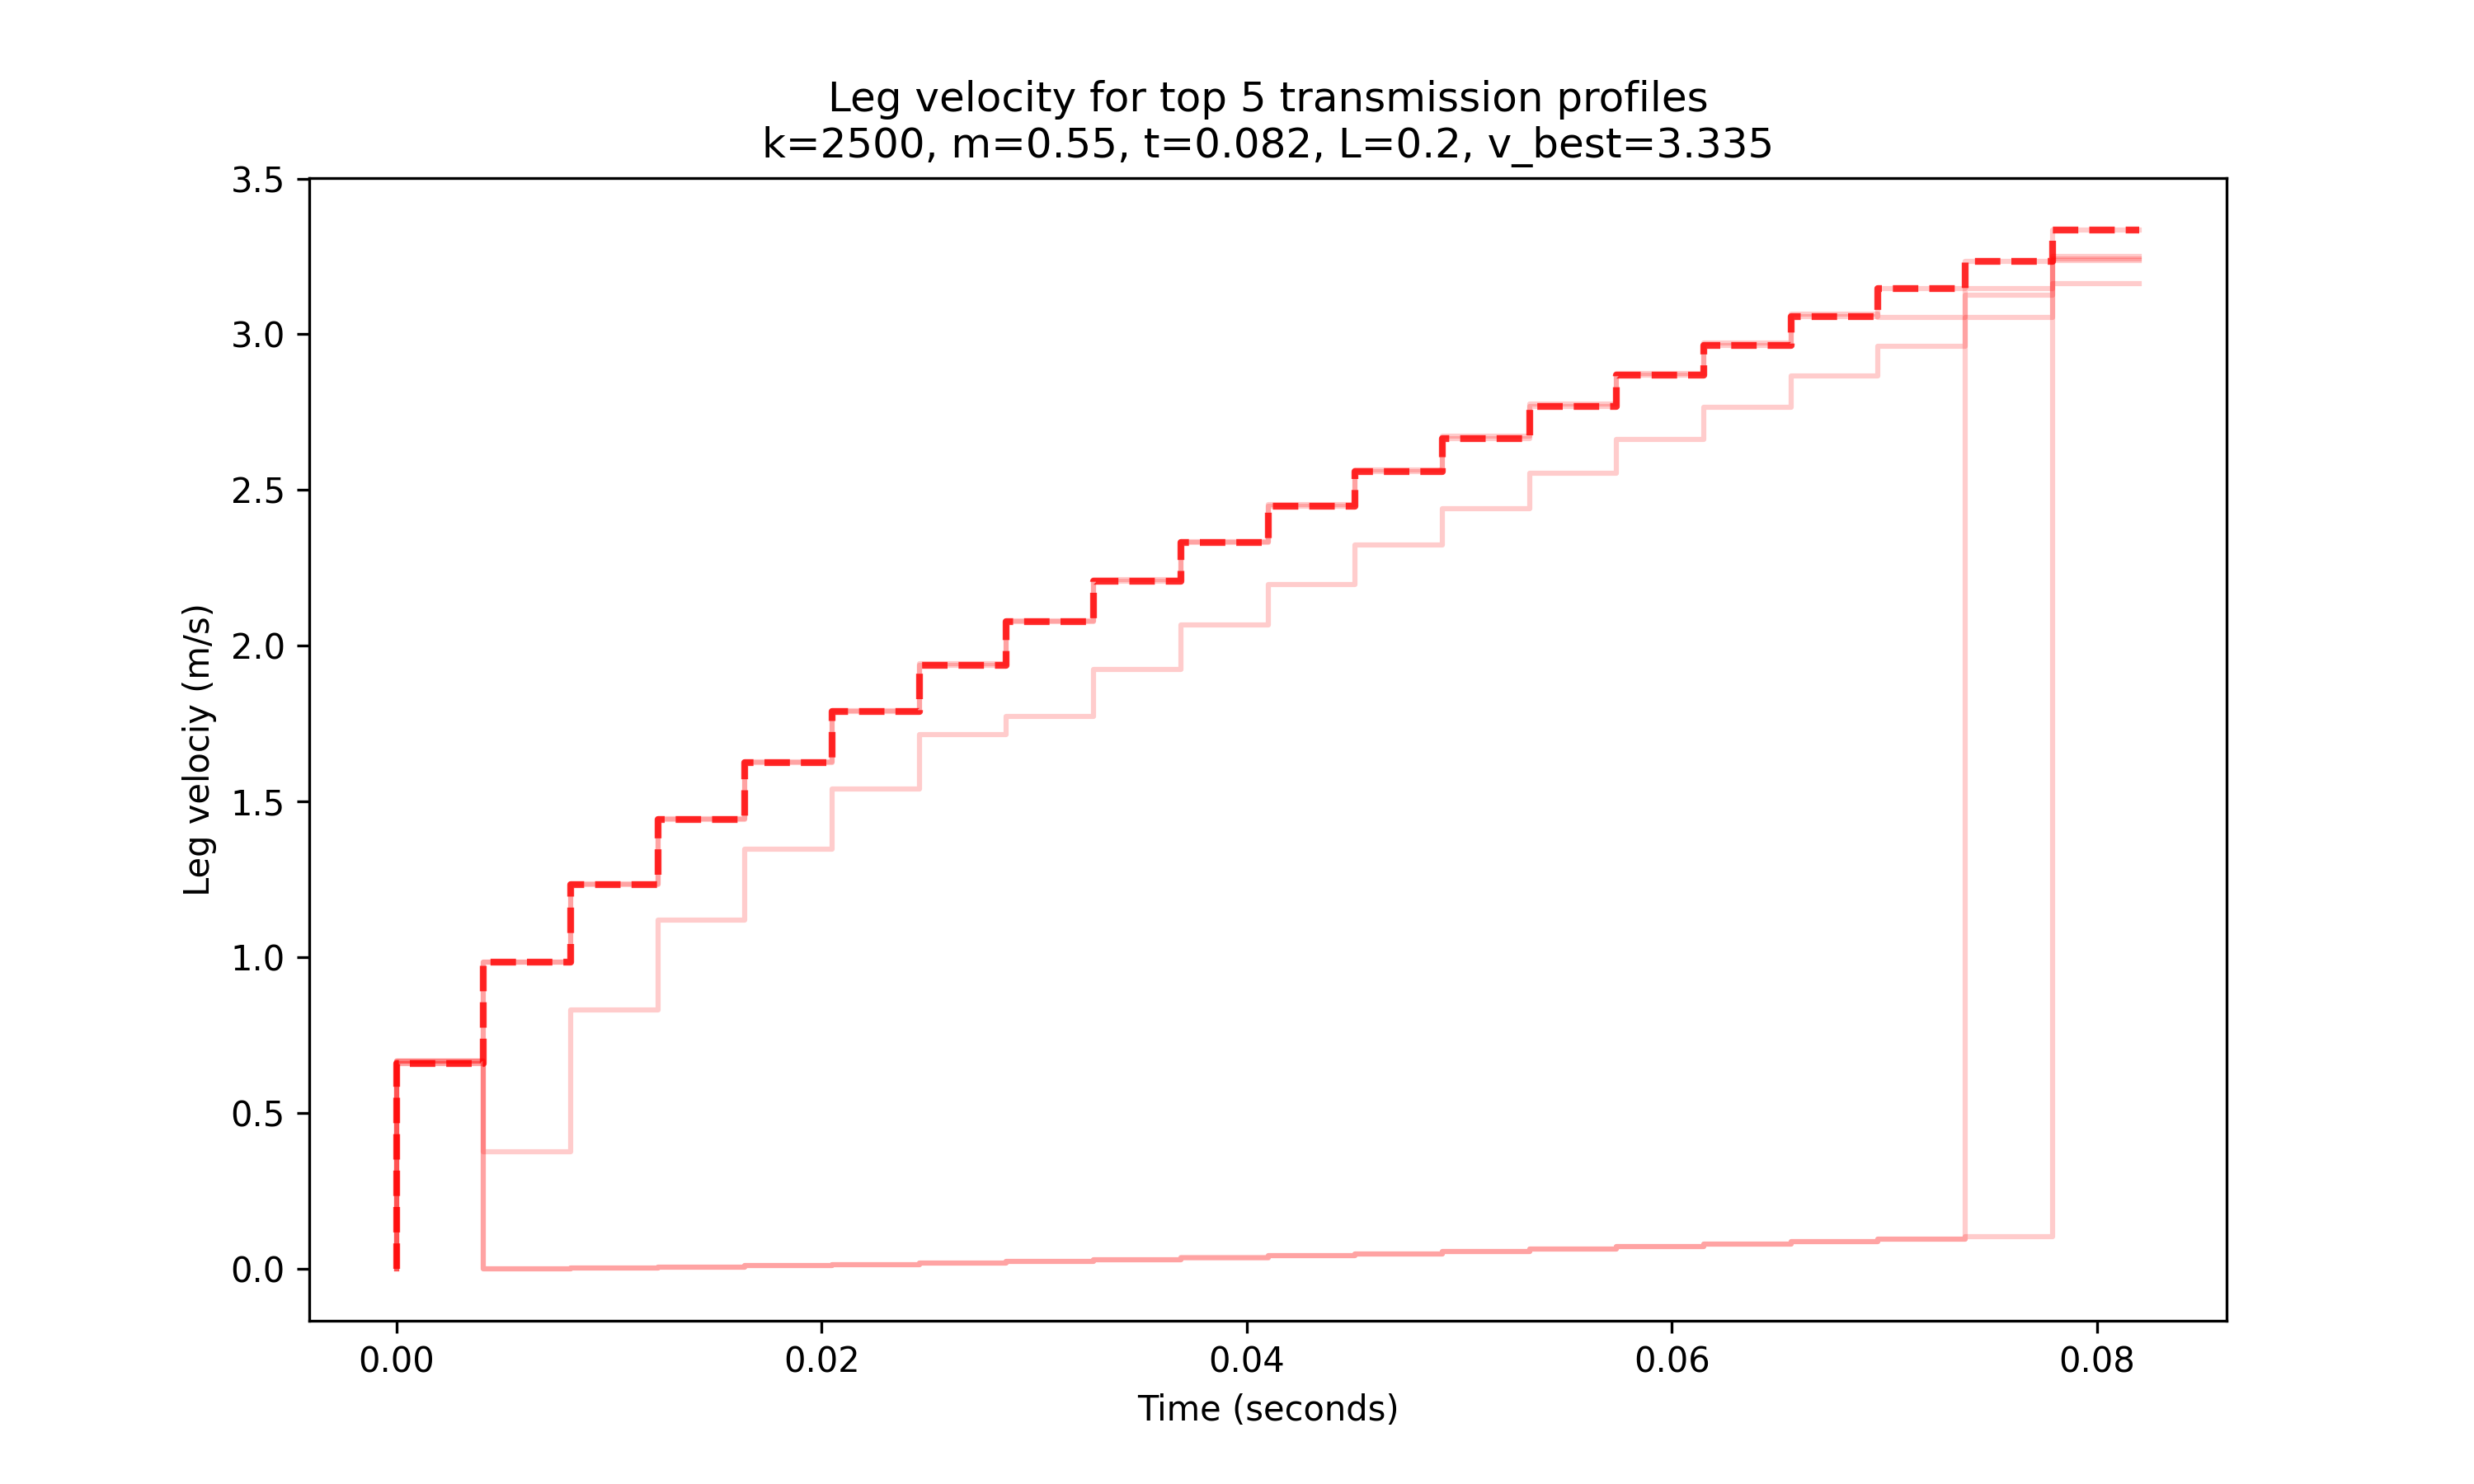 Leg velocity for top 5 transmission profiles
k=2500, m=0.55, t=0.082, L=0.2, v_best=3.335
3.5
3.0
2.5
2.0
1.5
1.0
0.5
0.0
Leg velociy (m/s)
0.00 0.02 0.04 0.06 0.08
Time (seconds)